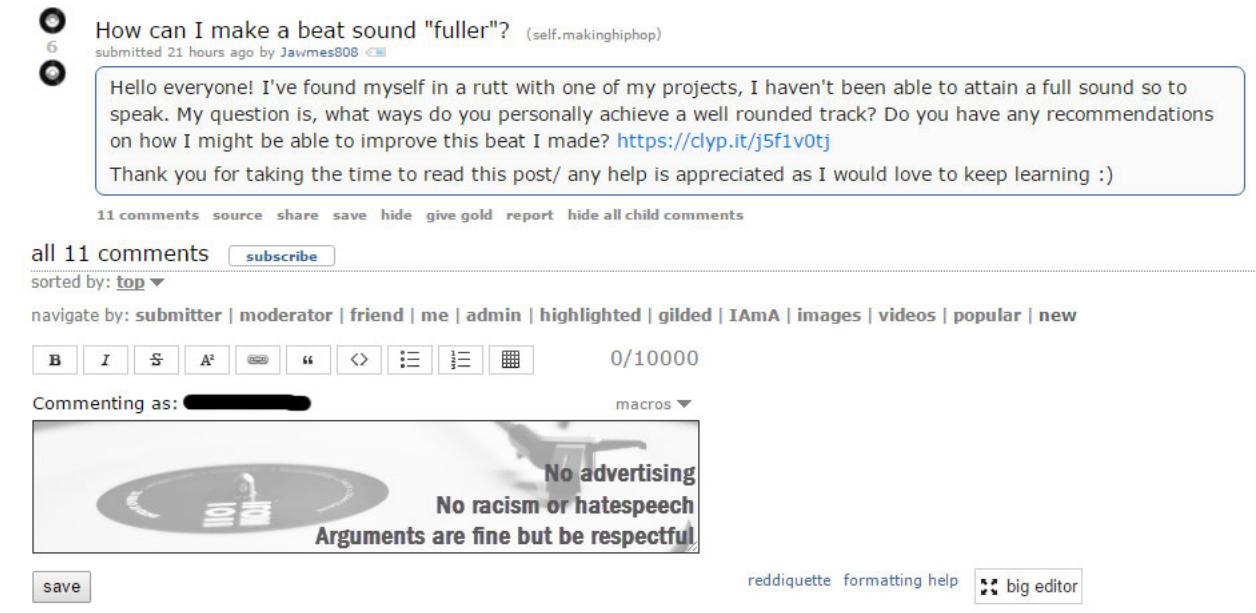 How can I make a beat sound "fuller"? (self.makinghiphop)
6
submitted 21 hours ago by Jawmes808
Hello everyone! I've found myself in a rutt with one of my projects, I haven't been able to attain a full sound so to
speak. My question is, what ways do you personally achieve a well rounded track? Do you have any recommendations
on how I might be able to improve this beat I made? https://clyp.it/j5f1v0tj
Thank you for taking the time to read this post/ any help is appreciated as I would love to keep learning :)
11 comments source share save hide give gold report hide all child comments
all 11 comments subscribe
sorted by: top
navigate by: submitter | moderator | friend | me | admin | highlighted | gilded | IAmA | images | videos | popular | new
B I S A² “ <> 0/10000
Commenting as: macros
No advertising
No racism or hatespeech
Arguments are fine but be respectful
save reddiquette formatting help big editor